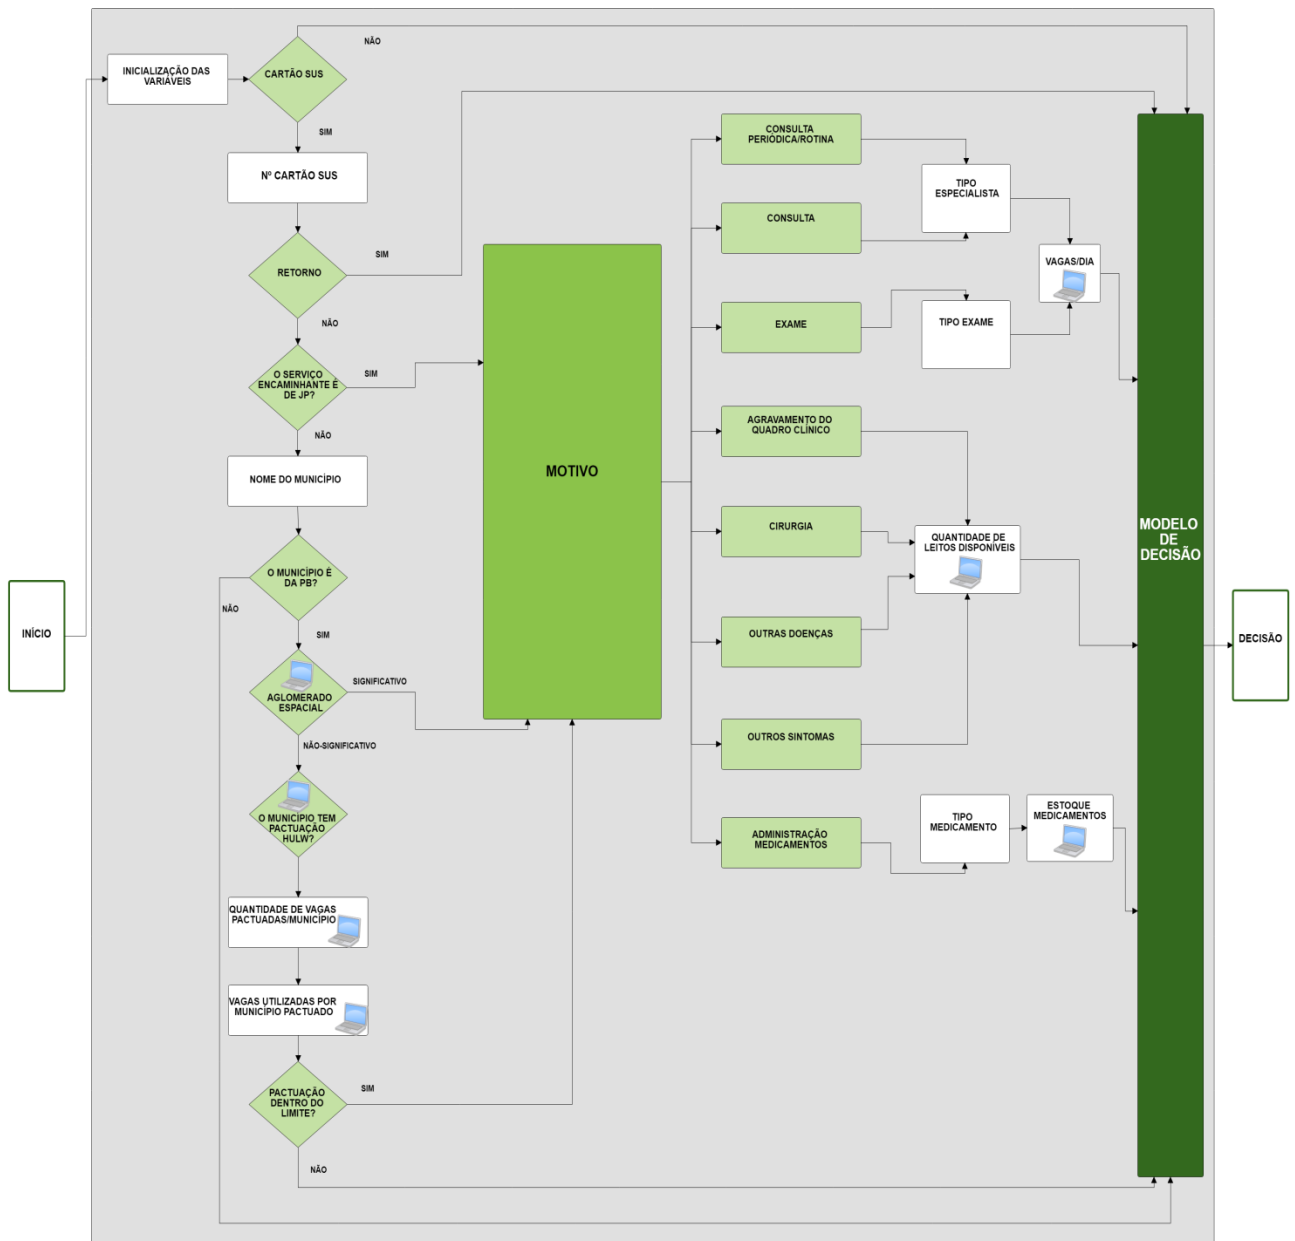 INÍCIO
INICIALIZAÇÃO DAS
VARIÁVEIS
CARTÃO SUS
NÃO
SIM
Nº CARTÃO SUS
RETORNO
SIM
NÃO
O SERVIÇO
ENCAMINHANTE É
DE JP?
SIM
NÃO
NOME DO MUNICÍPIO
O MUNICÍPIO É
DA PB?
NÃO
SIM
AGLOMERADO
ESPACIAL
SIGNIFICATIVO
NÃO-SIGNIFICATIVO
O MUNICÍPIO TEM
PACTUAÇÃO
HULW?
QUANTIDADE DE VAGAS
PACTUADAS/MUNICÍPIO
VAGAS UTILIZADAS POR
MUNICÍPIO PACTUADO
PACTUAÇÃO
DENTRO DO
LIMITE?
SIM
NÃO
MOTIVO
CONSULTA
PERIÓDICA/ROTINA
CONSULTA
EXAME
AGRAVAMENTO DO
QUADRO CLÍNICO
CIRURGIA
OUTRAS DOENÇAS
OUTROS SINTOMAS
ADMINISTRAÇÃO
MEDICAMENTOS
TIPO
ESPECIALISTA
TIPO EXAME
VAGAS/DIA
QUANTIDADE DE
LEITOS DISPONÍVEIS
TIPO
MEDICAMENTO
ESTOQUE
MEDICAMENTOS
MODELO
DE
DECISÃO
DECISÃO